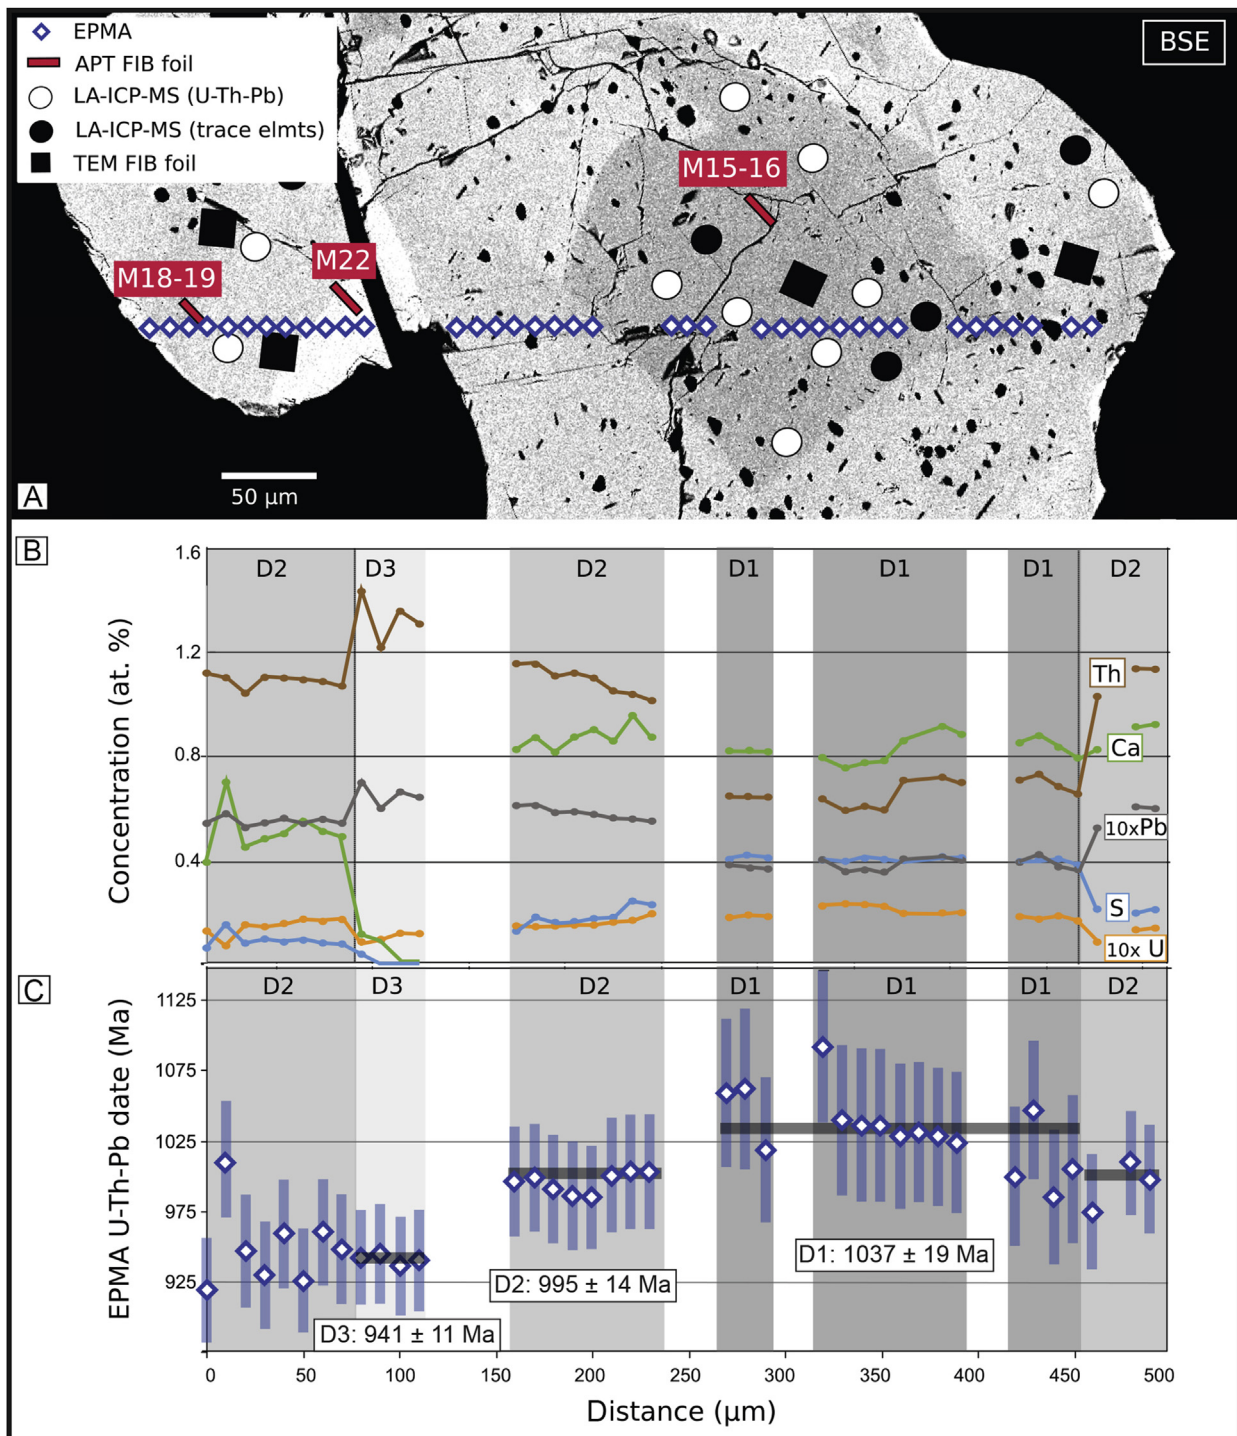 EPMA
APT FIB foil
LA-ICP-MS (U-Th-Pb)
LA-ICP-MS (trace elmts)
TEM FIB foil
BSE
M15-16
M22
M18-19
50 µm
A
B
1.6
1.2
0.8
0.4
Concentration (at. %)
D2
D3
D2
D1
D1
D1
D2
Th
Ca
10xPb
S
10x U
C
1125
1075
1025
975
925
EPMA U-Th-Pb date (Ma)
D2
D3
D2
D1
D1
D1
D2
D1: 1037 ± 19 Ma
D2: 995 ± 14 Ma
D3: 941 ± 11 Ma
0 50 100 150 200 250 300 350 400 450 500
Distance (µm)